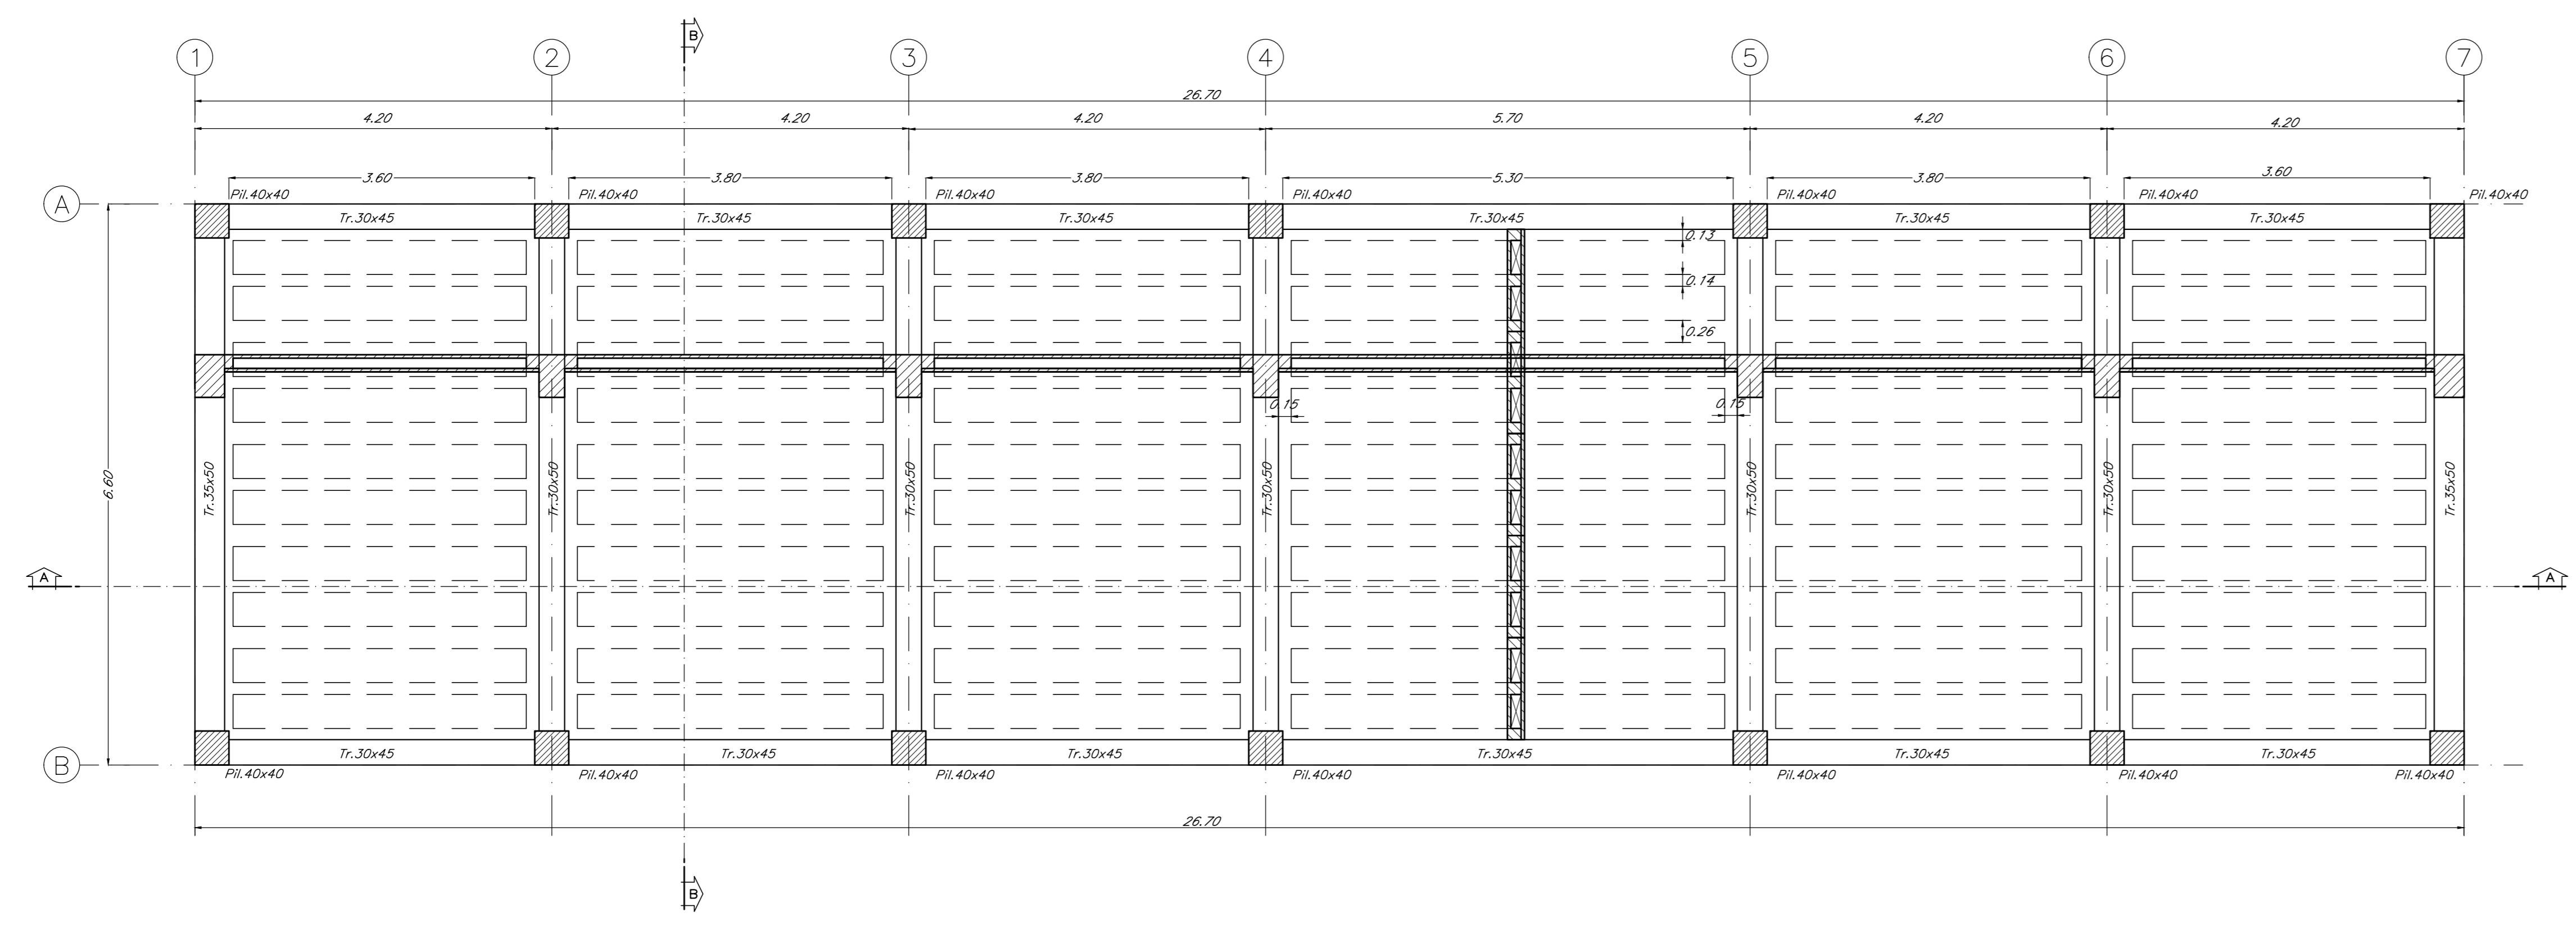 B
1 2 3 4 5 6 7
26.70
4.20 4.20 4.20 5.70 4.20 4.20
3.60 3.80 3.80 5.30 3.80 3.60
Pil.40x40 Pil.40x40 Pil.40x40 Pil.40x40 Pil.40x40 Pil.40x40 Pil.40x40
A
Tr.30x45 Tr.30x45 Tr.30x45 Tr.30x45 Tr.30x45 Tr.30x45
0.13
0.14
0.26
0.15 0.15
6.60
Tr.35x50 Tr.30x50 Tr.30x50 Tr.30x50 Tr.30x50 Tr.30x50 Tr.35x50
A A
Tr.30x45 Tr.30x45 Tr.30x45 Tr.30x45 Tr.30x45 Tr.30x45
B
Pil.40x40 Pil.40x40 Pil.40x40 Pil.40x40 Pil.40x40 Pil.40x40 Pil.40x40
26.70
B